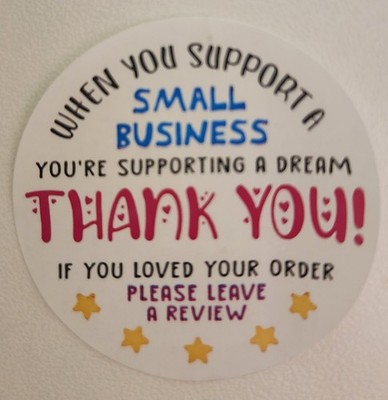 WHEN YOU SUPPORT A
SMALL
BUSINESS
YOU'RE SUPPORTING A DREAM
THANK YOU!
IF YOU LOVED YOUR ORDER
PLEASE LEAVE
A REVIEW